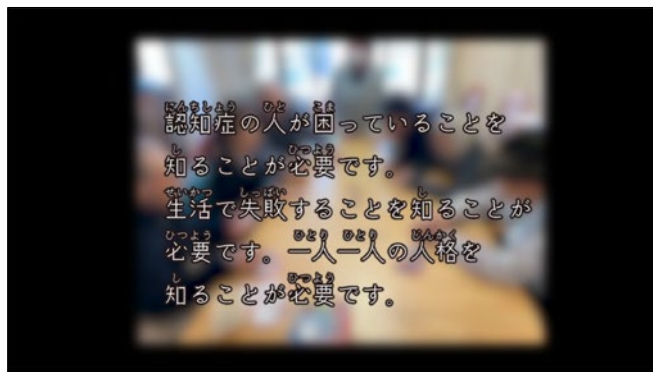 認知症の人が困っていることを
知ることが必要です。
生活で失敗することを知ることが
必要です。一人一人の人格を
知ることが必要です。